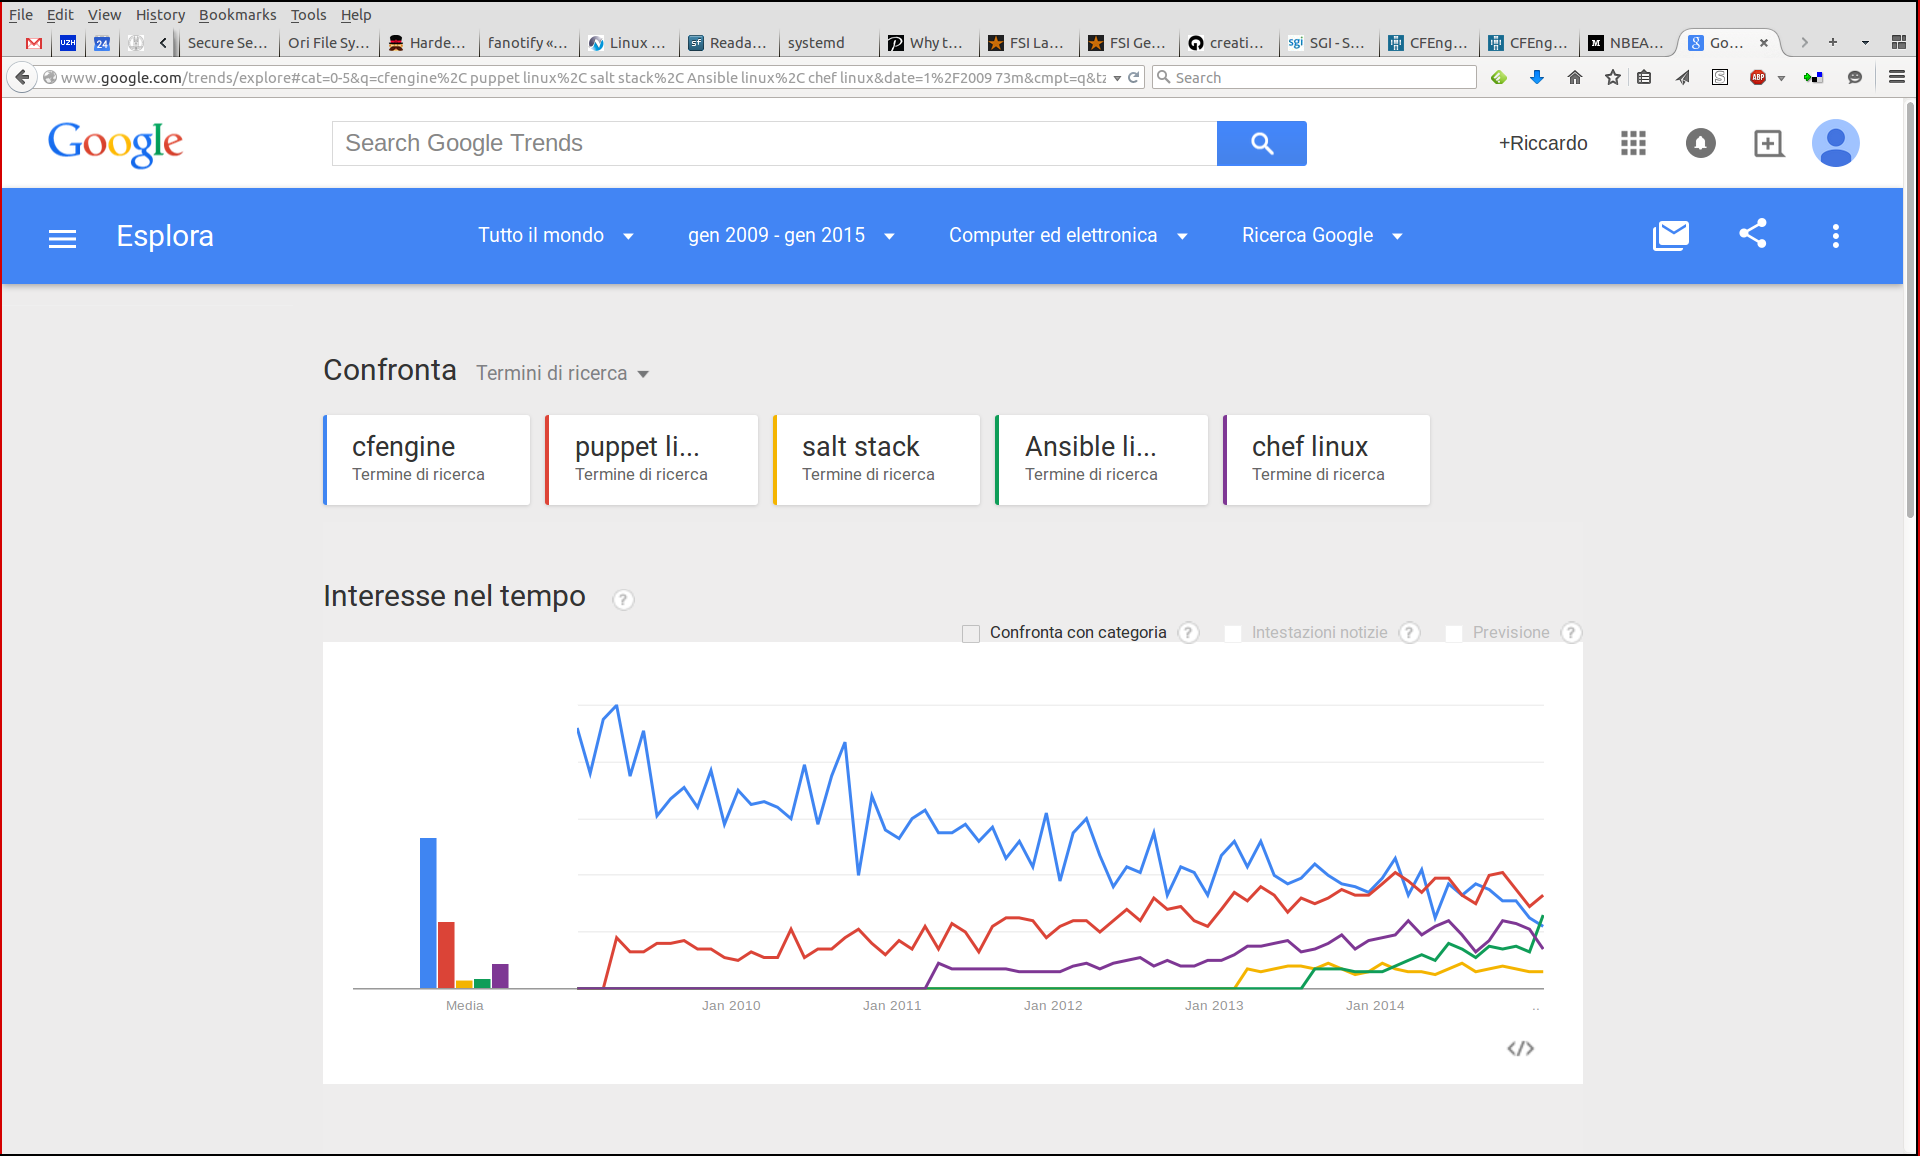 File Edit View History Bookmarks Tools Help
UZH 24 Secure Se... Ori File Sy... Harde... fanotify «... Linux ... sf Reada... systemd Why t... FSI La... FSI Ge... creati... sgi SGI - S... CFEng... CFEng... M NBEA... 8 Go...
www.google.com/trends/explore#cat=0-5&q=cfengine%2C puppet linux%2C salt stack%2C Ansible linux%2C chef linux&date=1%2F2009 73m&cmpt=q&tz Search S ABP
Google Search Google Trends +Riccardo
Esplora Tutto il mondo gen 2009 - gen 2015 Computer ed elettronica Ricerca Google
Confronta Termini di ricerca
cfengine puppet li... salt stack Ansible li... chef linux
Termine di ricerca Termine di ricerca Termine di ricerca Termine di ricerca Termine di ricerca
Interesse nel tempo ?
Confronta con categoria ? Intestazioni notizie ? Previsione ?
Media Jan 2010 Jan 2011 Jan 2012 Jan 2013 Jan 2014 ..